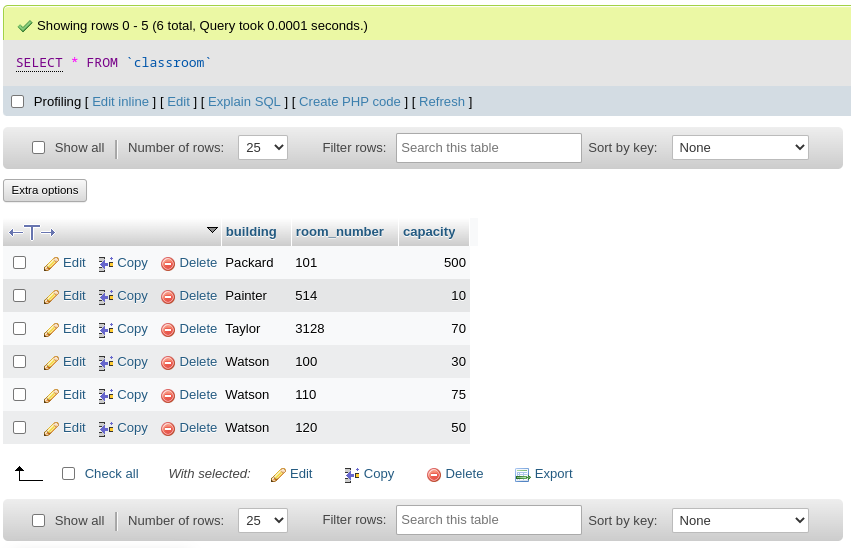 Showing rows 0 - 5 (6 total, Query took 0.0001 seconds.)
SELECT * FROM `classroom`
Profiling [ Edit inline ] [ Edit ] [ Explain SQL ] [ Create PHP code ] [ Refresh ]
Show all Number of rows: 25 Filter rows: Search this table Sort by key: None
Extra options
building room_number capacity
Edit Copy Delete Packard 101 500
Edit Copy Delete Painter 514 10
Edit Copy Delete Taylor 3128 70
Edit Copy Delete Watson 100 30
Edit Copy Delete Watson 110 75
Edit Copy Delete Watson 120 50
Check all With selected: Edit Copy Delete Export
Show all Number of rows: 25 Filter rows: Search this table Sort by key: None